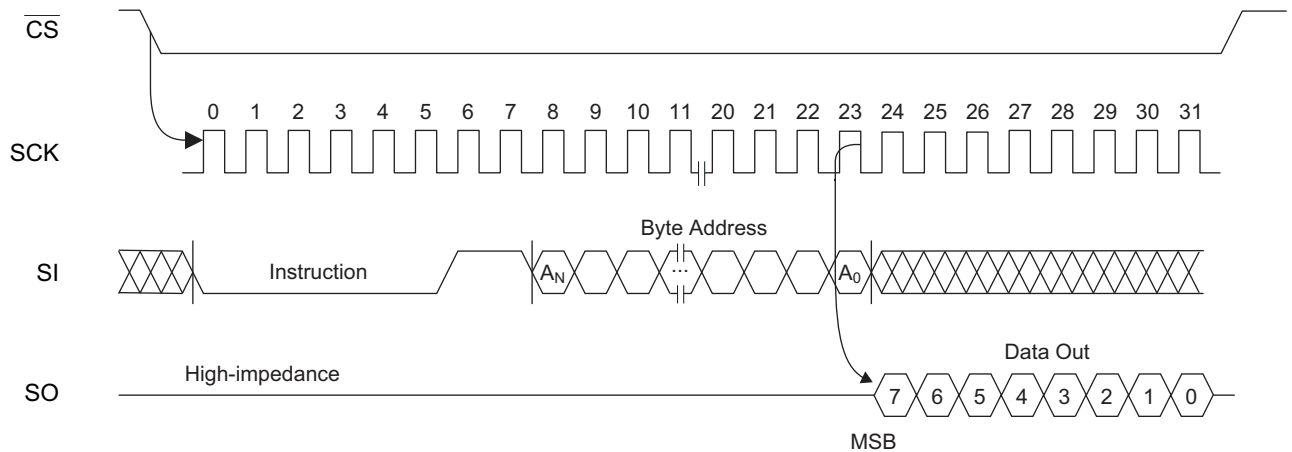 CS
0 1 2 3 4 5 6 7 8 9 10 11 20 21 22 23 24 25 26 27 28 29 30 31
SCK
Byte Address
SI
Instruction
AN
...
A0
High-impedance
Data Out
SO
7 6 5 4 3 2 1 0
MSB